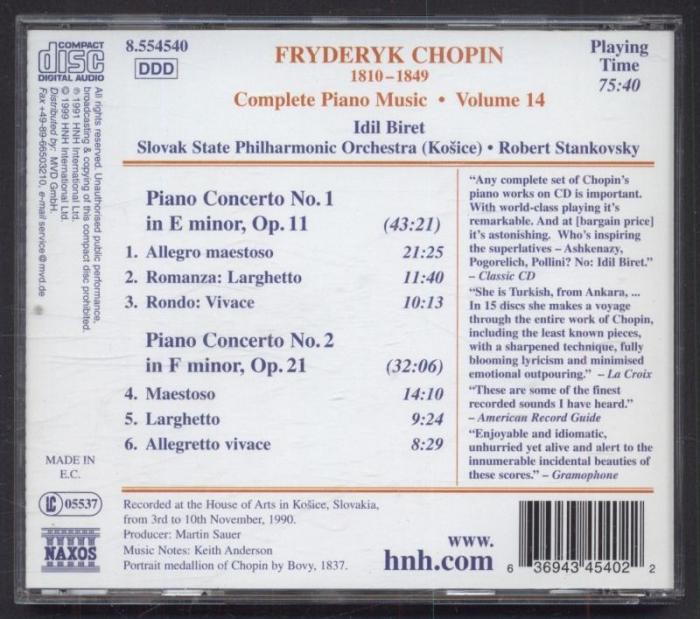 COMPACT
disc
DIGITAL AUDIO
8.554540
DDD
FRYDERYK CHOPIN
1810–1849
Complete Piano Music • Volume 14
Playing
Time
75:40
Idil Biret
Slovak State Philharmonic Orchestra (Košice) • Robert Stankovsky
All rights reserved. Unauthorised public performance,
broadcasting & copying of this compact disc prohibited.
℗ 1991 HNH International Ltd.
© 1999 HNH International Ltd.
Distributed by: MVD GmbH.
Fax +49-89-66503210, e-mail service@mvd.de
Piano Concerto No. 1
in E minor, Op. 11 (43:21)
1. Allegro maestoso 21:25
2. Romanza: Larghetto 11:40
3. Rondo: Vivace 10:13
Piano Concerto No. 2
in F minor, Op. 21 (32:06)
4. Maestoso 14:10
5. Larghetto 9:24
6. Allegretto vivace 8:29
“Any complete set of Chopin’s
piano works on CD is important.
With world-class playing it’s
remarkable. And at [bargain price]
it’s astonishing. Who’s inspiring
the superlatives – Ashkenazy,
Pogorelich, Pollini? No: Idil Biret.”
– Classic CD
“She is Turkish, from Ankara, ...
In 15 discs she makes a voyage
through the entire work of Chopin,
including the least known pieces,
with a sharpened technique, fully
blooming lyricism and minimised
emotional outpouring.” – La Croix
“These are some of the finest
recorded sounds I have heard.”
– American Record Guide
“Enjoyable and idiomatic,
unhurried yet alive and alert to the
innumerable incidental beauties of
these scores.” – Gramophone
MADE IN
E.C.
LC 05537
NAXOS
Recorded at the House of Arts in Košice, Slovakia,
from 3rd to 10th November, 1990.
Producer: Martin Sauer
Music Notes: Keith Anderson
Portrait medallion of Chopin by Bovy, 1837.
www.
hnh.com
6 36943 45402 2